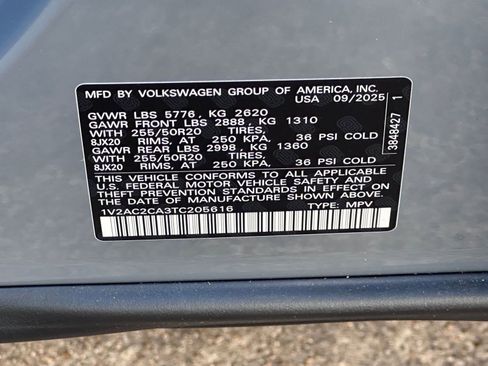 MFD BY VOLKSWAGEN GROUP OF AMERICA, INC.
USA 09/2025
GVWR LBS 5776, KG 2620
GAWR FRONT LBS 2888, KG 1310
WITH 255/50R20 TIRES,
8JX20 RIMS, AT 250 KPA. 36 PSI COLD
GAWR REAR LBS 2998, KG 1360
WITH 255/50R20 TIRES,
8JX20 RIMS, AT 250 KPA. 36 PSI COLD
THIS VEHICLE CONFORMS TO ALL APPLICABLE
U.S. FEDERAL MOTOR VEHICLE SAFETY AND
THEFT PREVENTION STANDARDS IN EFFECT
ON THE DATE OF MANUFACTURE SHOWN ABOVE.
1V2AC2CA3TC205616 TYPE: MPV
3848427 1